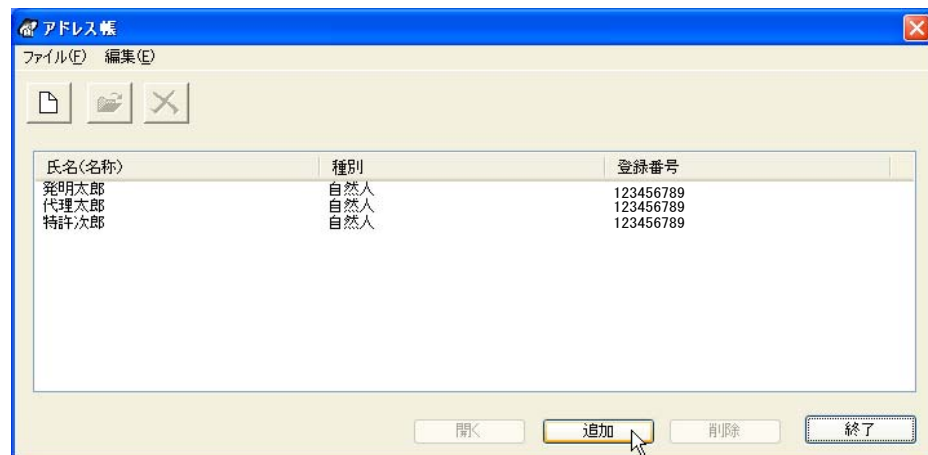 アドレス帳
ファイル(F) 編集(E)
氏名(名称) 種別 登録番号
発明太郎 自然人 123456789
代理太郎 自然人 123456789
特許次郎 自然人 123456789
開く 追加 削除 終了